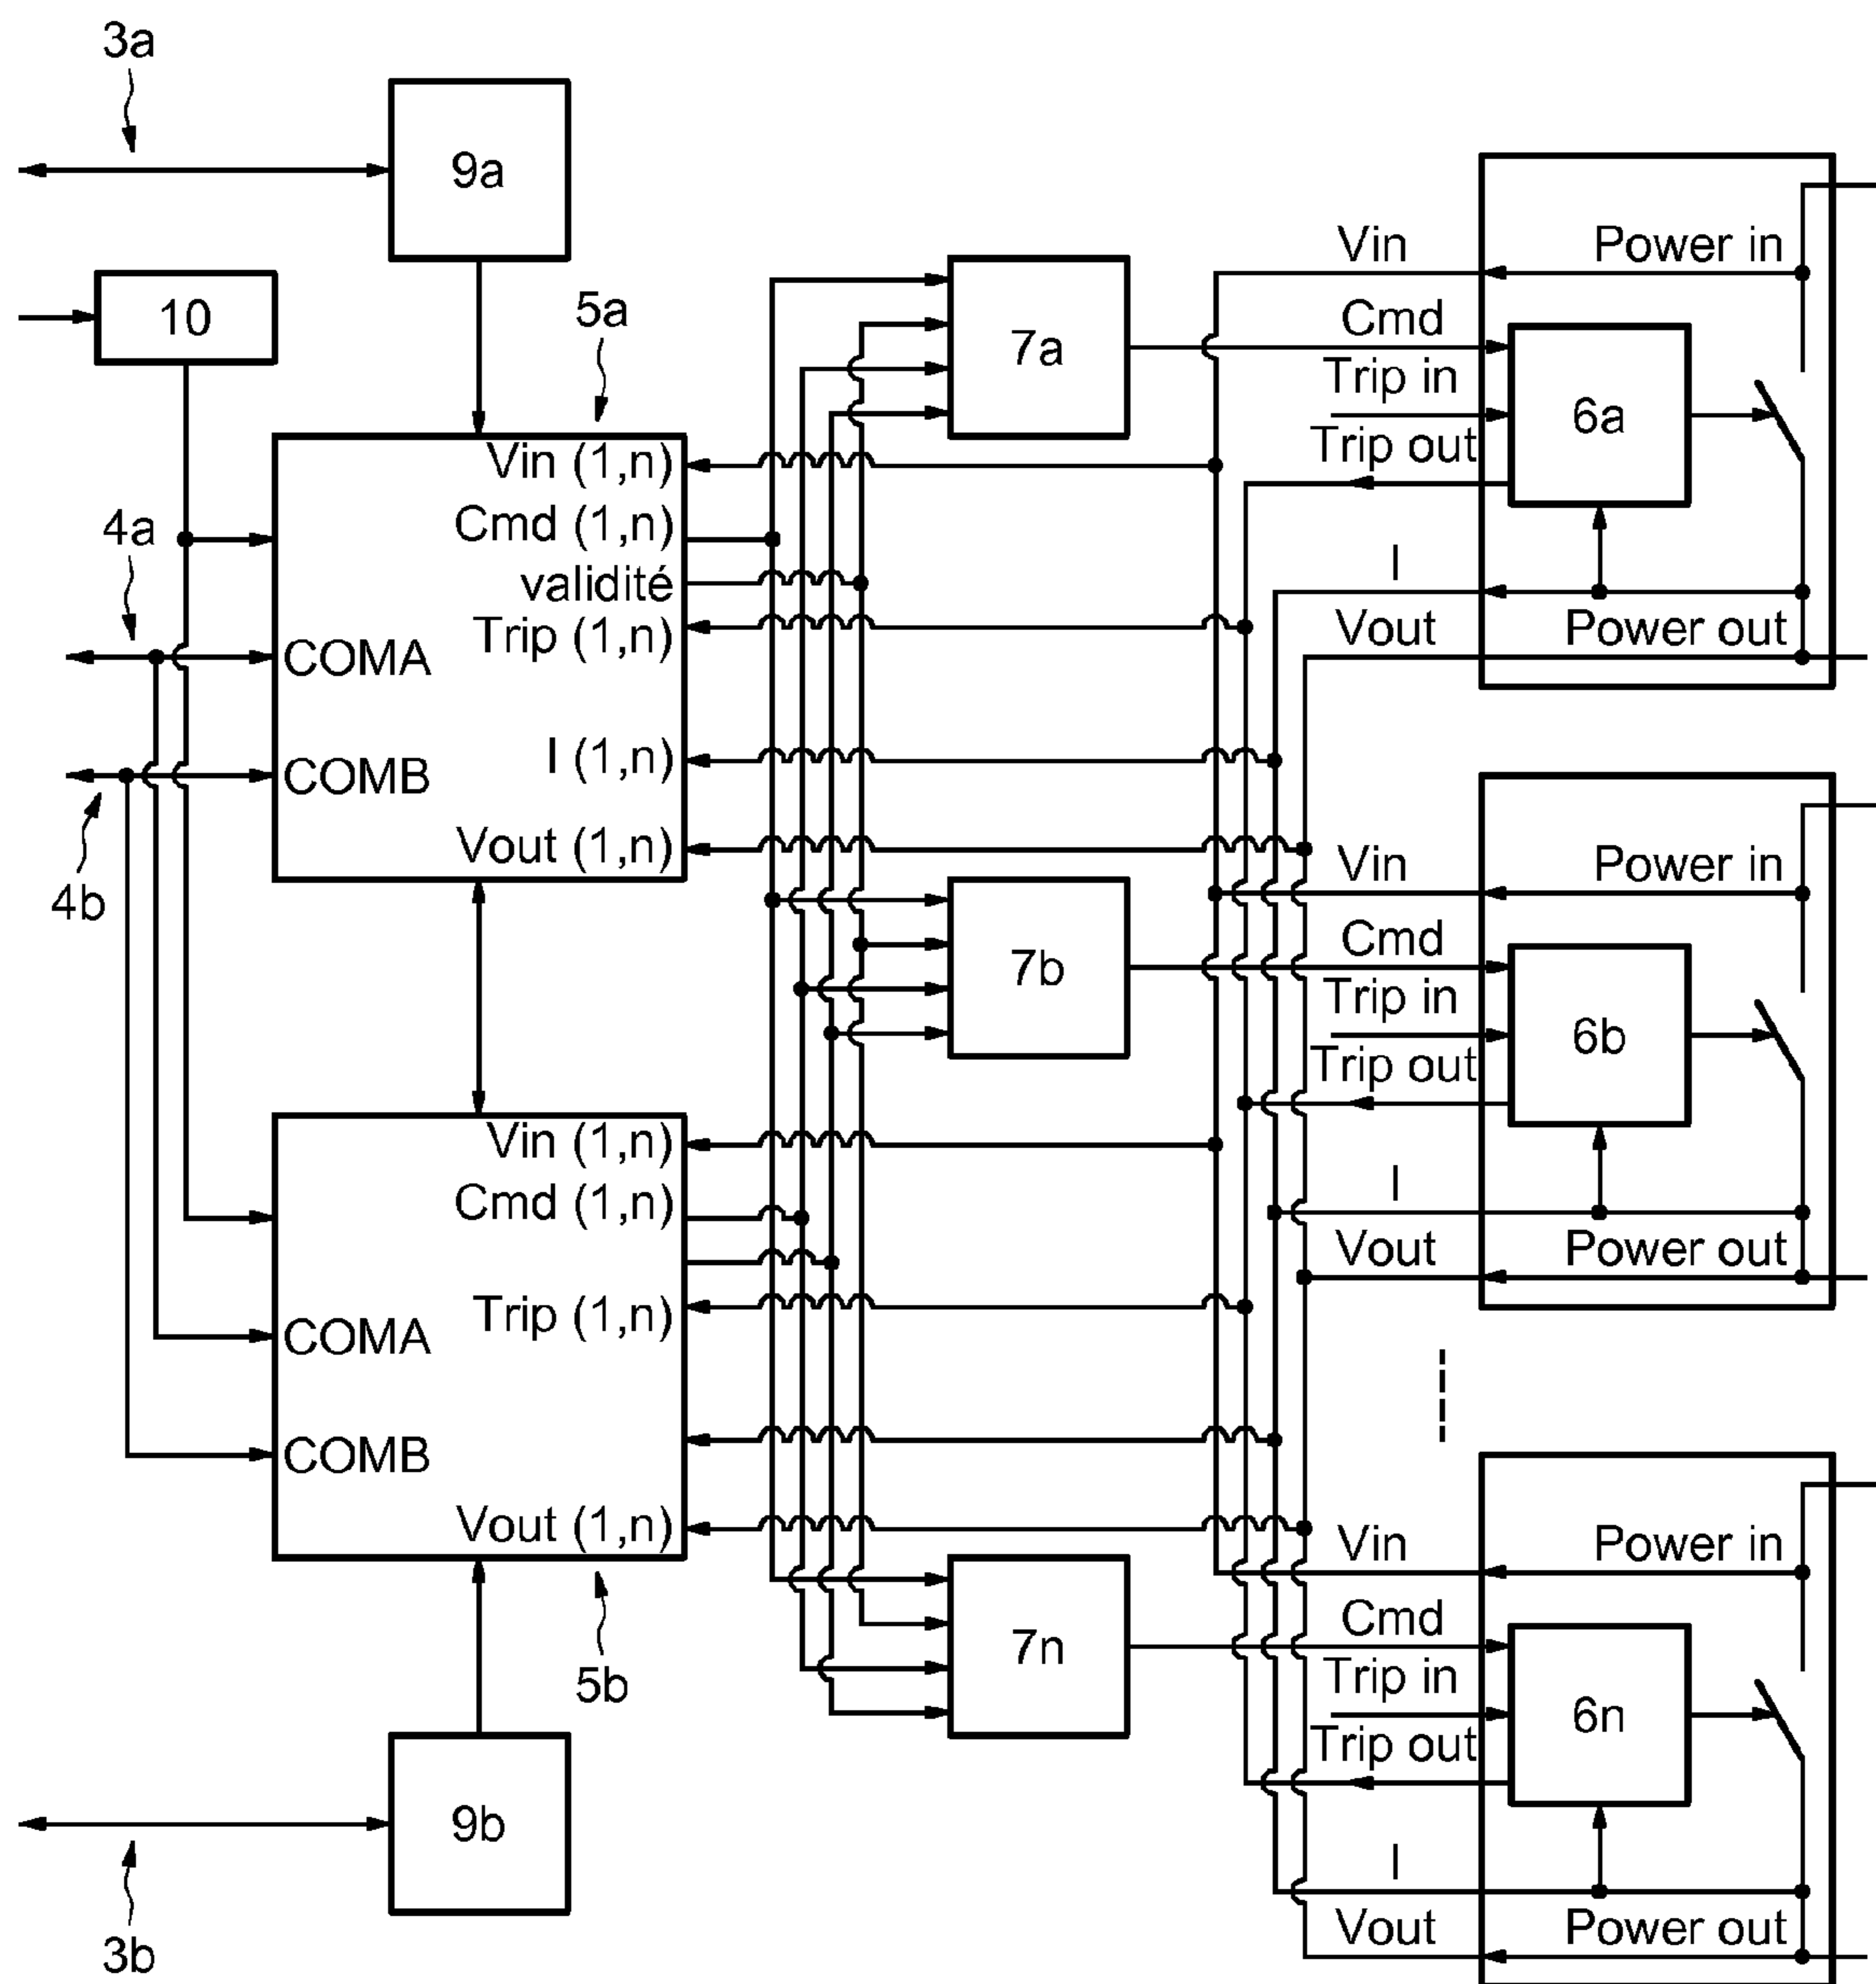 3a
9a
10
5a
7a
Vin
Power in
Cmd
Trip in
6a
Trip out
I
Vout
Power out
Vin (1,n)
Cmd (1,n)
validité
Trip (1,n)
4a
COMA
I (1,n)
COMB
4b
Vout (1,n)
7b
Vin
Power in
Cmd
Trip in
6b
Trip out
I
Vout
Power out
Vin (1,n)
Cmd (1,n)
Trip (1,n)
COMA
COMB
Vout (1,n)
5b
7n
Vin
Power in
Cmd
Trip in
6n
Trip out
I
Vout
Power out
9b
3b